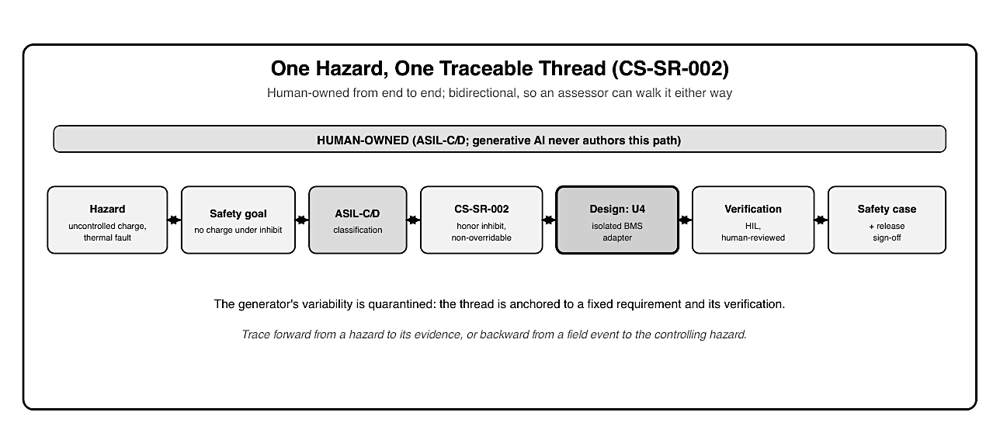 One Hazard, One Traceable Thread (CS-SR-002)
Human-owned from end to end; bidirectional, so an assessor can walk it either way
HUMAN-OWNED (ASIL-C/D; generative AI never authors this path)
Hazard
uncontrolled charge,
thermal fault
Safety goal
no charge under inhibit
ASIL-C/D
classification
CS-SR-002
honor inhibit,
non-overridable
Design: U4
isolated BMS
adapter
Verification
HIL,
human-reviewed
Safety case
+ release
sign-off
The generator's variability is quarantined: the thread is anchored to a fixed requirement and its verification.
Trace forward from a hazard to its evidence, or backward from a field event to the controlling hazard.